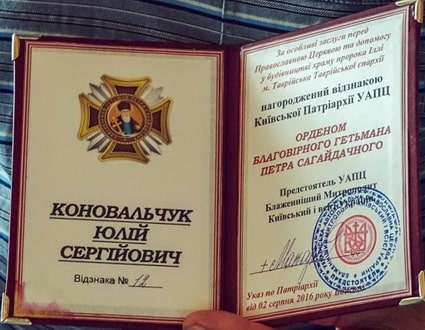 КОНОВАЛЬЧУК
ЮЛІЙ
СЕРГІЙОВИЧ
Відзнака № 12
За особливі заслуги перед
Православною Церквою та допомогу
у будівництві храму пророка Іллі
м. Таврійська Таврійської єпархії
нагороджений відзнакою
Київської Патріархії УАПЦ
ОРДЕНОМ
БЛАГОВІРНОГО ГЕТЬМАНА
ПЕТРА САГАЙДАЧНОГО
Предстоятель УАПЦ
Блаженніший Митрополит
Київський і
Указ по Патріархії
від 02 серпня 2016 року